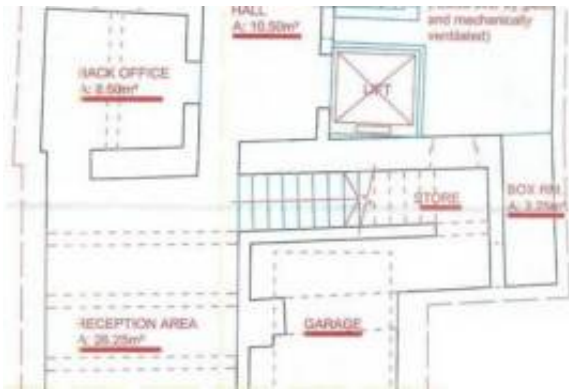 HALL
A: 10.50m²
and mechanically
ventilated)
BACK OFFICE
A: 8.50m²
LIFT
STORE
BOX RM.
A: 3.25m²
RECEPTION AREA
A: 26.25m²
GARAGE